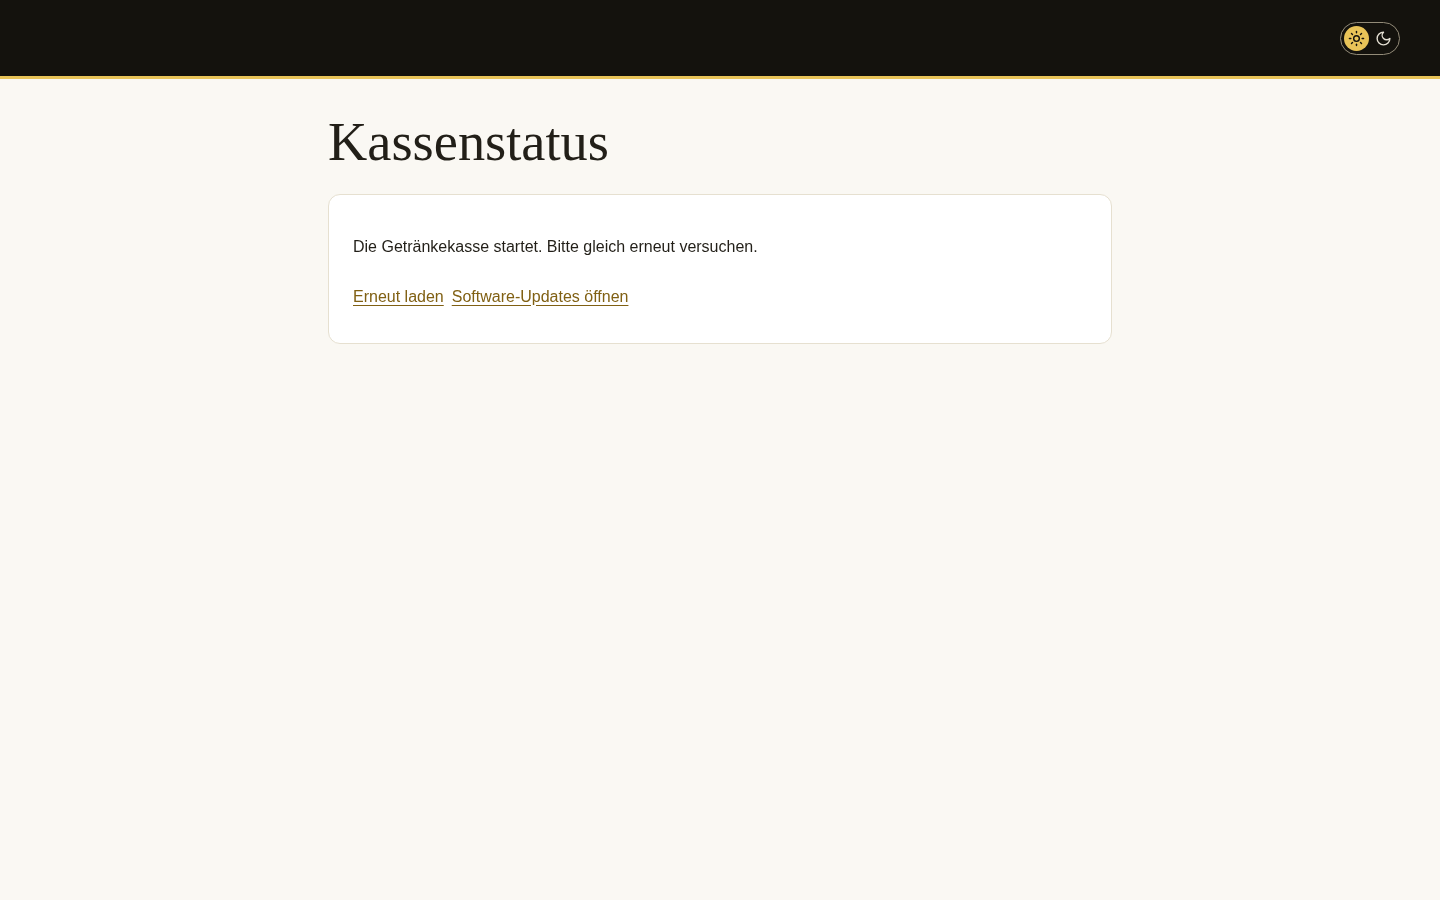 Kassenstatus
Die Getränkekasse startet. Bitte gleich erneut versuchen.
Erneut laden Software-Updates öffnen